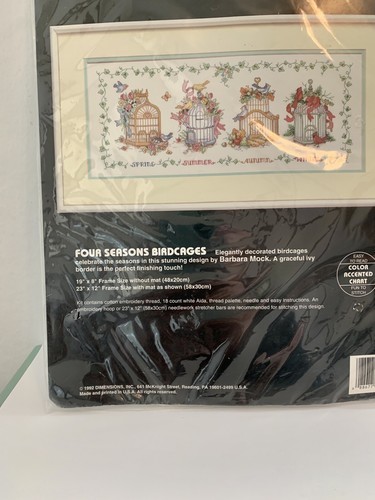 SPRING SUMMER AUTUMN
FOUR SEASONS BIRDCAGES Elegantly decorated birdcages
celebrate the seasons in this stunning design by Barbara Mock. A graceful ivy
border is the perfect finishing touch!
19" x 8" Frame Size without mat (48x20cm)
23" x 12" Frame Size with mat as shown (58x30cm)
Kit contains cotton embroidery thread, 18 count white Aida, thread palette, needle and easy instructions. An
embroidery hoop or 23" x 12" (58x30cm) needlework stretcher bars are recommended for stitching this design.
© 1992 DIMENSIONS, INC., 641 McKnight Street, Reading, PA 19601-2499 U.S.A.
Made and printed in U.S.A. All rights reserved.
EASY
TO READ
COLOR
ACCENTED
CHART
FUN TO
STITCH